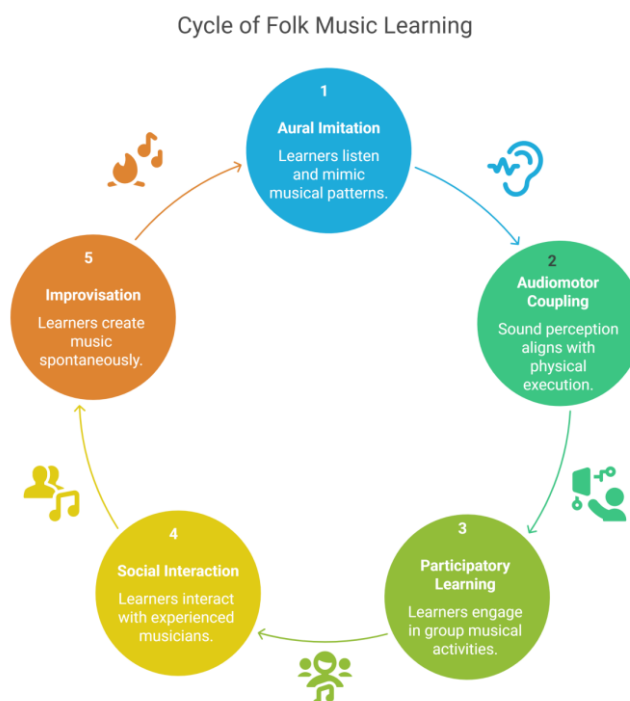 Cycle of Folk Music Learning
1
Aural Imitation
Learners listen
and mimic
musical patterns.
2
Audiomotor
Coupling
Sound perception
aligns with
physical
execution.
3
Participatory
Learning
Learners engage
in group musical
activities.
4
Social Interaction
Learners interact
with experienced
musicians.
5
Improvisation
Learners create
music
spontaneously.